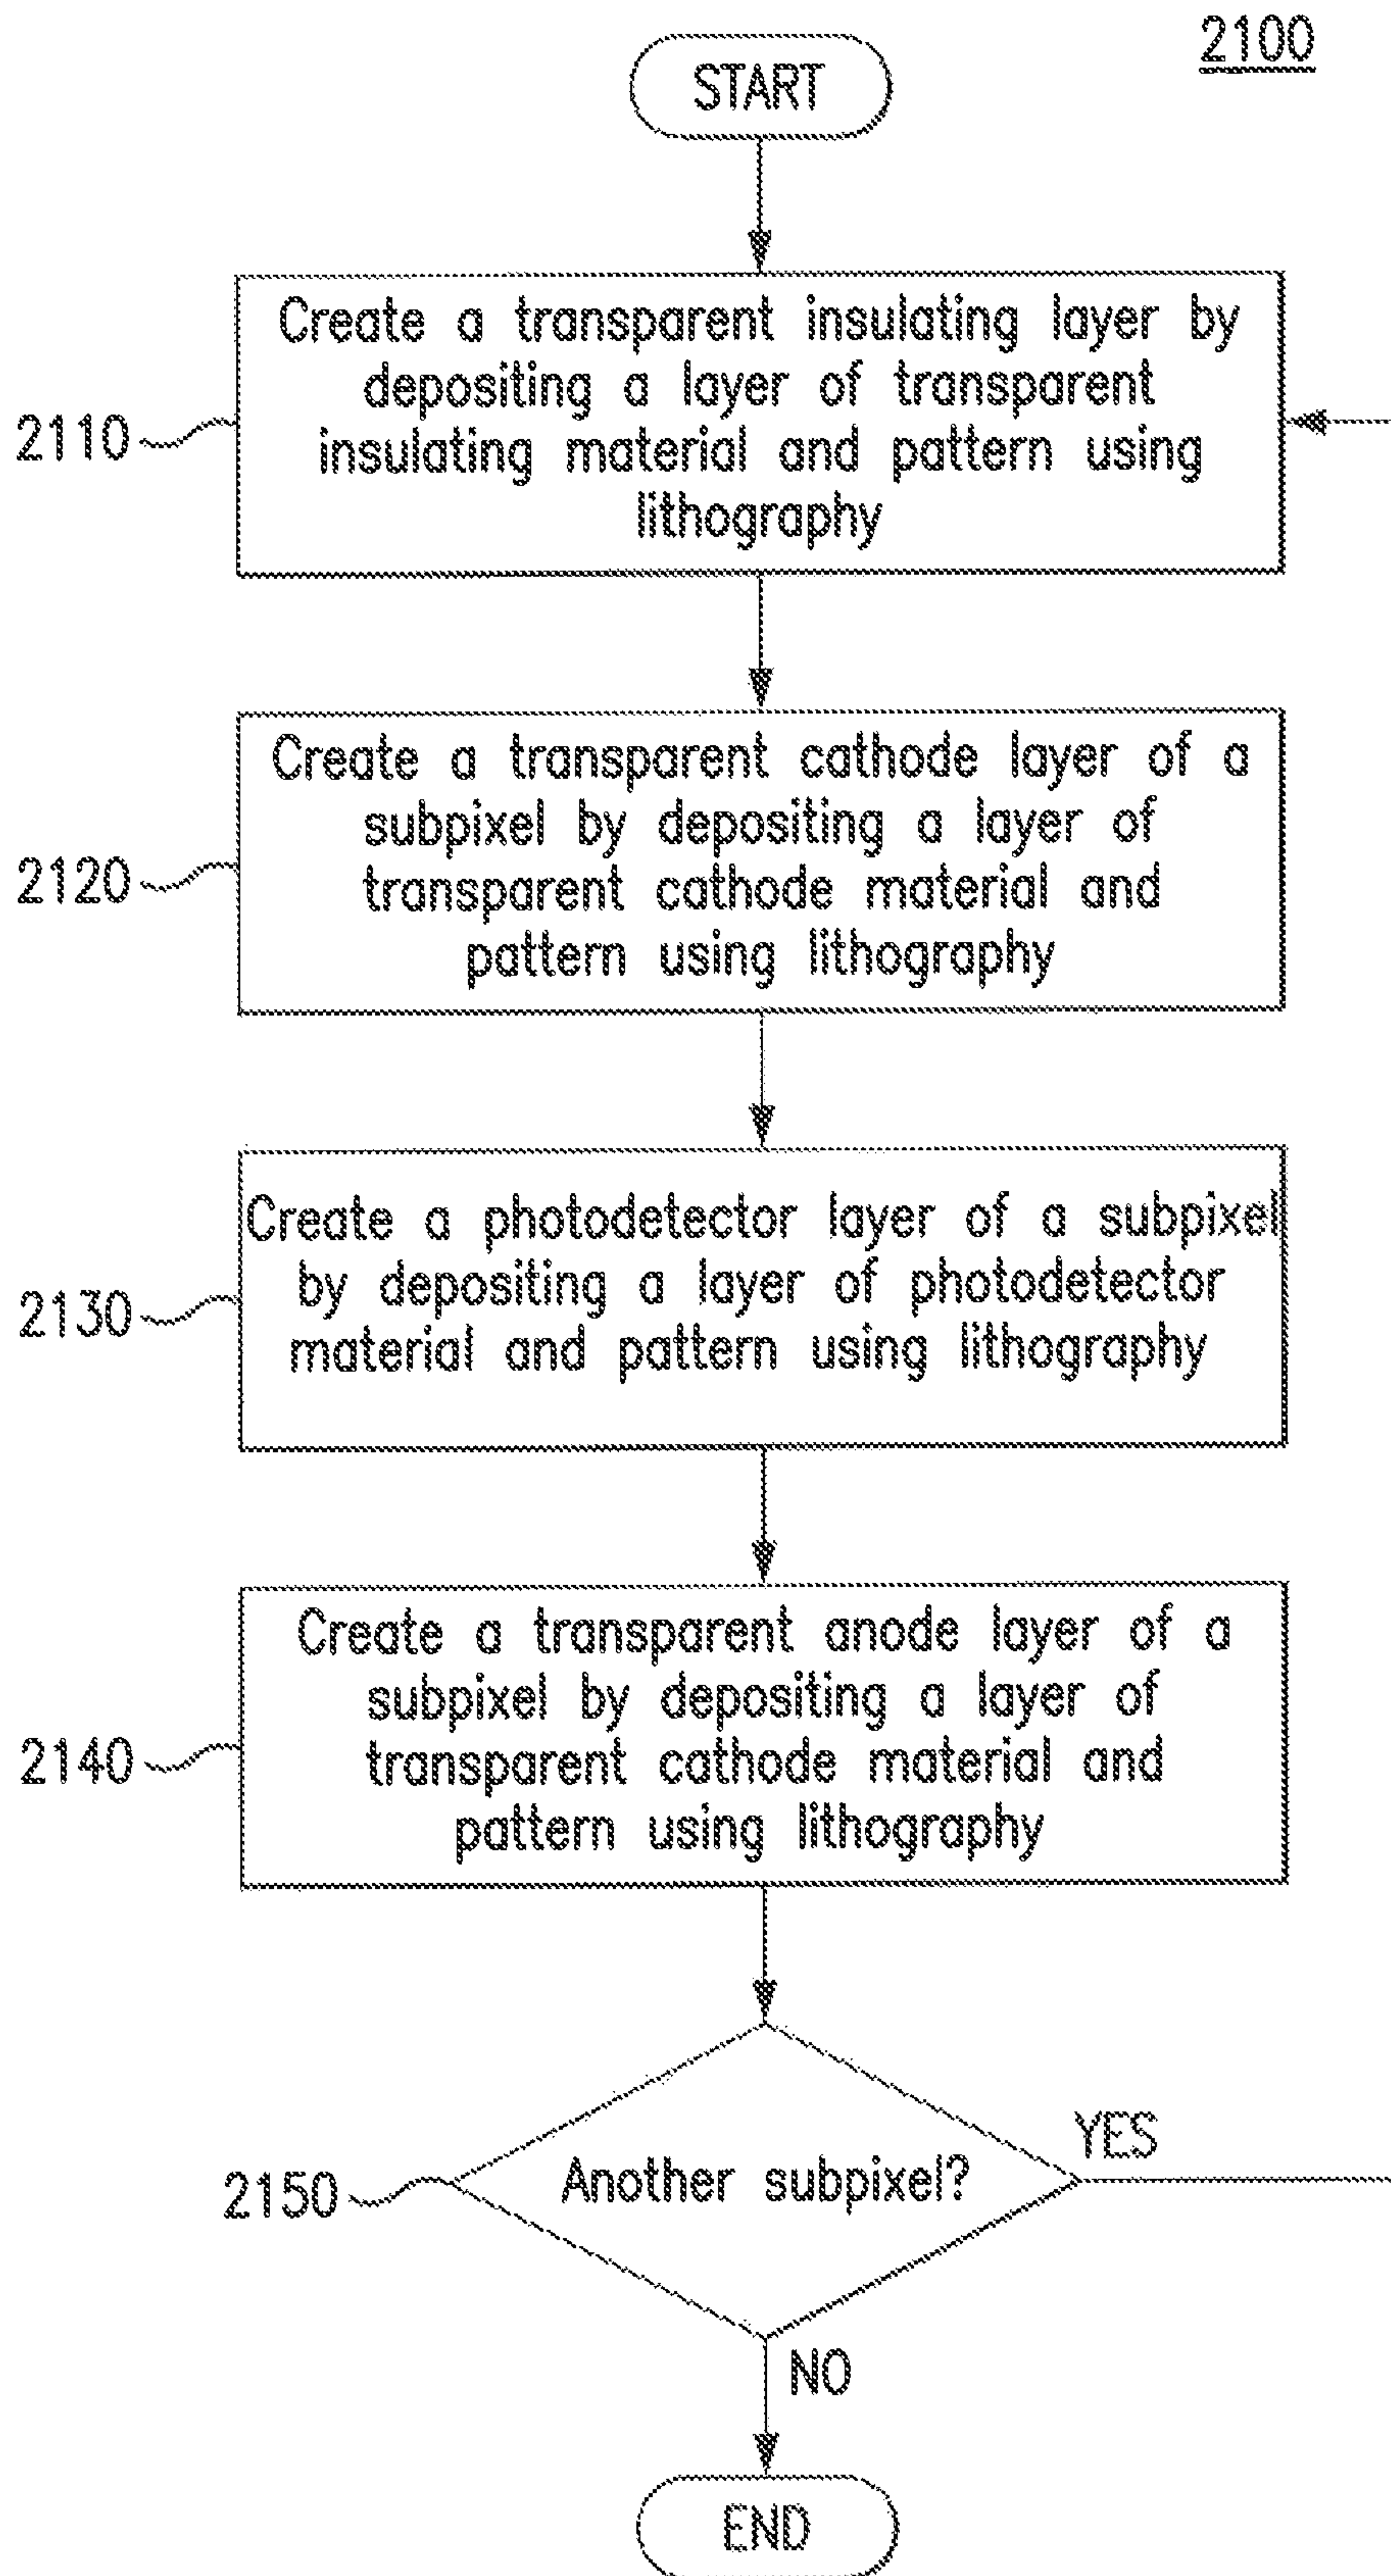 2100
START
Create a transparent insulating layer by
depositing a layer of transparent
insulating material and pattern using
lithography
2110
Create a transparent cathode layer of a
subpixel by depositing a layer of
transparent cathode material and
pattern using lithography
2120
Create a photodetector layer of a subpixel
by depositing a layer of photodetector
material and pattern using lithography
2130
Create a transparent anode layer of a
subpixel by depositing a layer of
transparent cathode material and
pattern using lithography
2140
YES
Another subpixel?
2150
NO
END